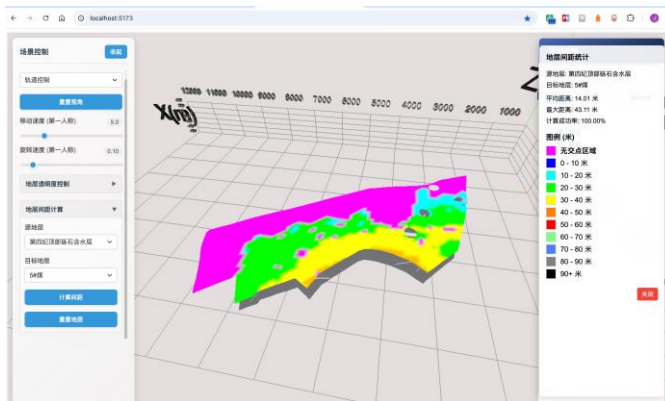 localhost:5173
场景控制
收起
轨道控制
重置视角
移动速度 (第一人称)
5.0
旋转速度 (第一人称)
0.10
地层透明度控制
地层间距计算
源地层
第四纪顶部砾石含水层
目标地层
5#煤
计算间距
重置地层
X(m)
12000 11000 10000 9000 8000 7000 6000 5000 4000 3000 2000 1000
Z
地层间距统计
源地层: 第四纪顶部砾石含水层
目标地层: 5#煤
平均距离: 14.01 米
最大距离: 43.11 米
计算成功率: 100.00%
图例 (米)
无交点区域
0 - 10 米
10 - 20 米
20 - 30 米
30 - 40 米
40 - 50 米
50 - 60 米
60 - 70 米
70 - 80 米
80 - 90 米
90+ 米
关闭